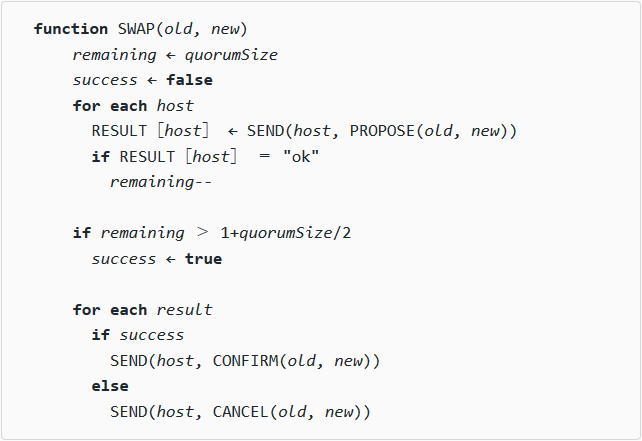 function SWAP(old, new)
remaining ← quorumSize
success ← false
for each host
RESULT [host] ← SEND(host, PROPOSE(old, new))
if RESULT [host] = "ok"
remaining--
if remaining > 1+quorumSize/2
success ← true
for each result
if success
SEND(host, CONFIRM(old, new))
else
SEND(host, CANCEL(old, new))